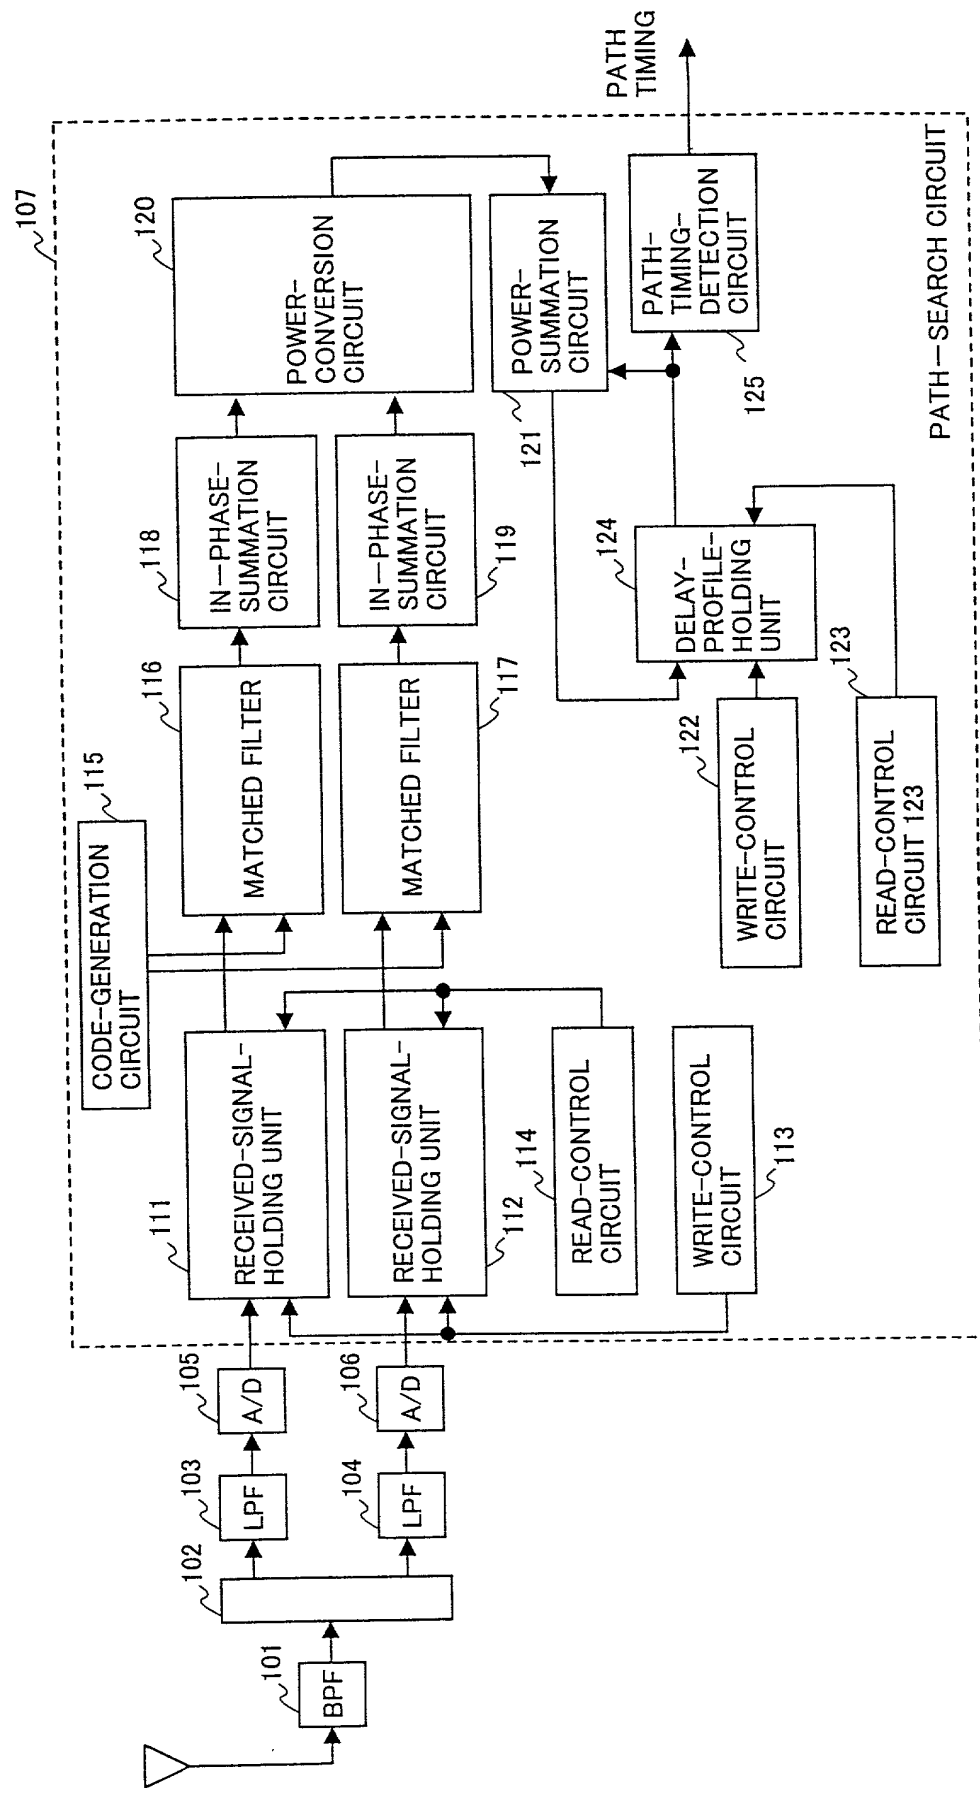 107
PATH
TIMING
120
POWER-
CONVERSION
CIRCUIT
POWER-
SUMMATION
CIRCUIT
121
PATH-
TIMING-
DETECTION
CIRCUIT
125
PATH-SEARCH CIRCUIT
118
IN-PHASE-
SUMMATION
CIRCUIT
IN-PHASE-
SUMMATION
CIRCUIT
119
124
DELAY-
PROFILE-
HOLDING
UNIT
115
CODE-GENERATION
CIRCUIT
116
MATCHED FILTER
MATCHED FILTER
117
122
WRITE-CONTROL
CIRCUIT
123
READ-CONTROL
CIRCUIT 123
111
RECEIVED-SIGNAL-
HOLDING UNIT
RECEIVED-SIGNAL-
HOLDING UNIT
112
114
READ-CONTROL
CIRCUIT
WRITE-CONTROL
CIRCUIT
113
105
A/D
106
A/D
103
LPF
104
LPF
102
101
BPF